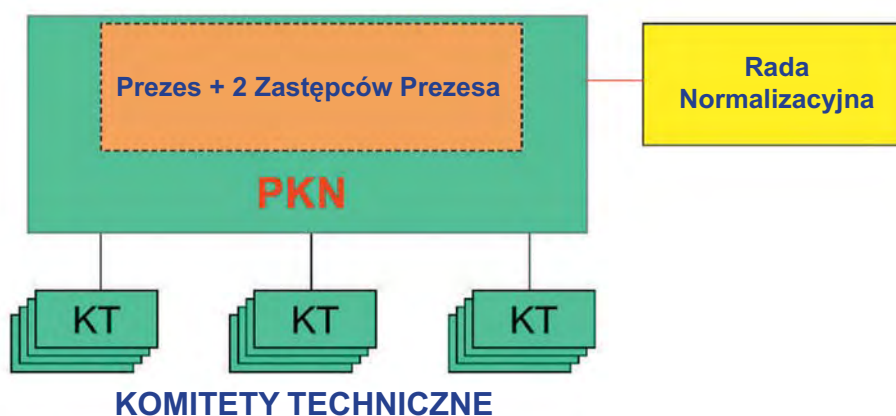 Prezes + 2 Zastępców Prezesa
Rada
Normalizacyjna
PKN
KT
KT
KT
KOMITETY TECHNICZNE